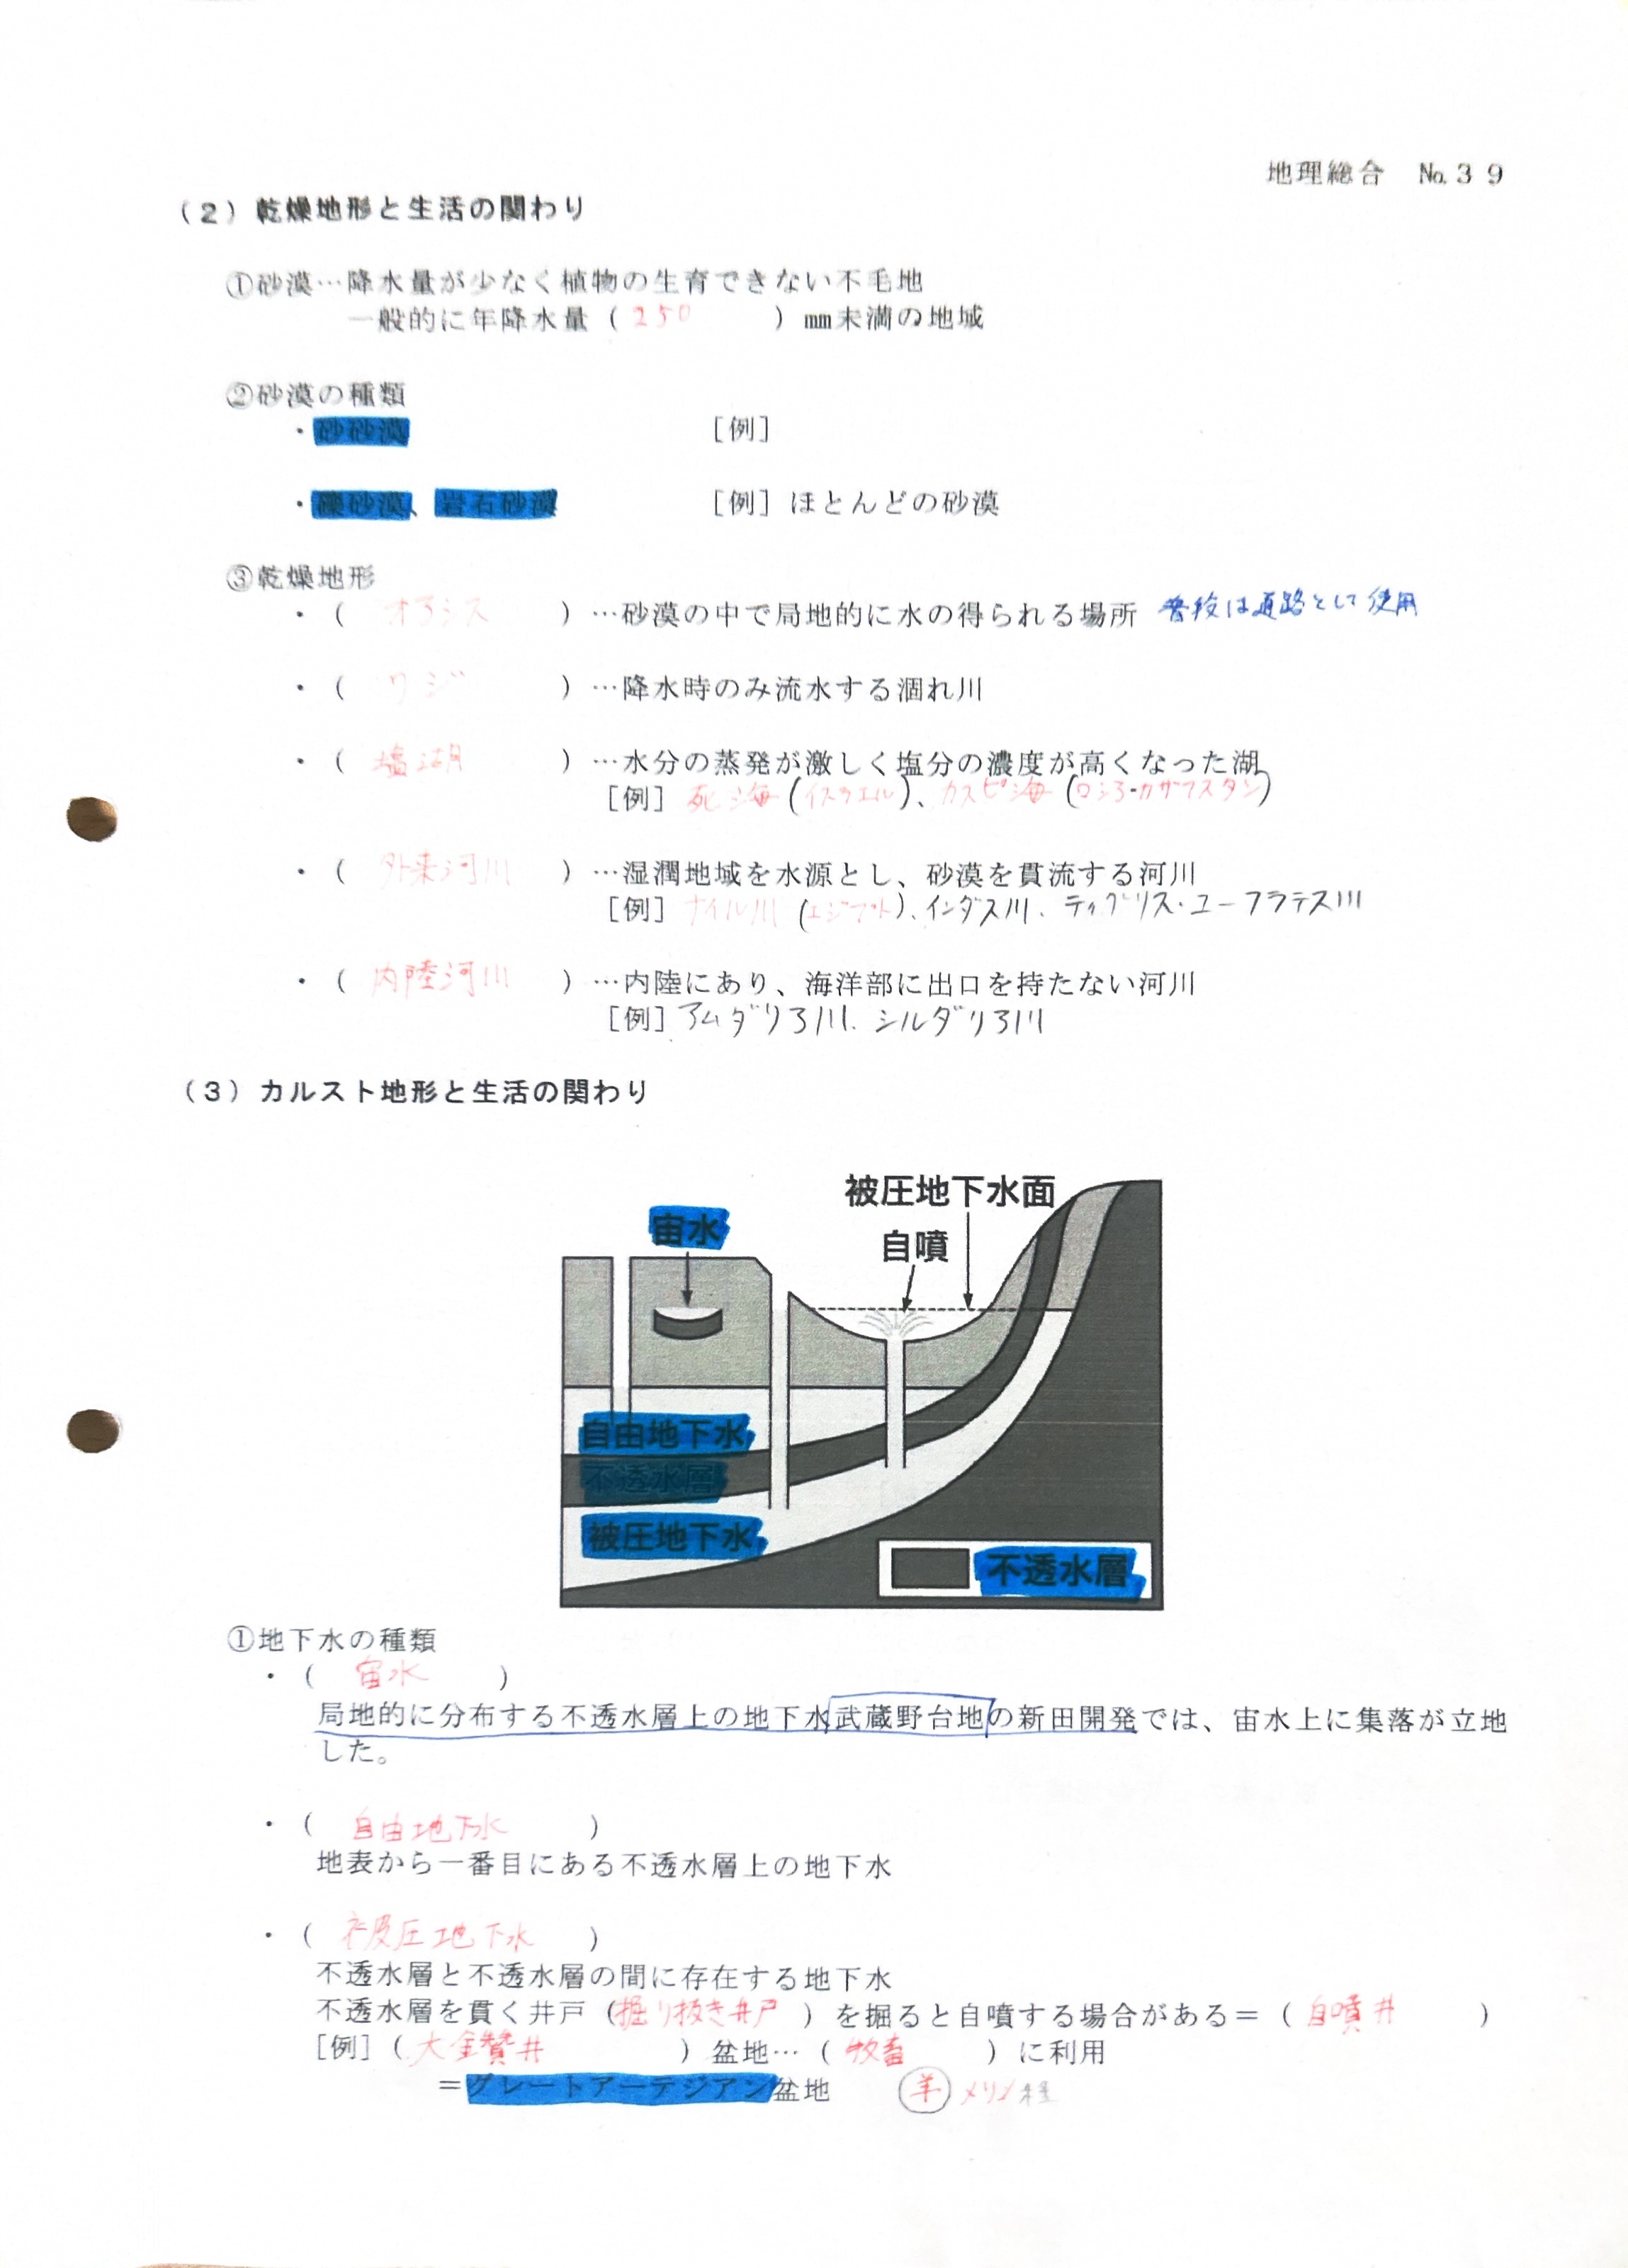 地理総合 No.39
（2）乾燥地形と生活の関わり
①砂漠…降水量が少なく植物の生育できない不毛地
一般的に年降水量（ 250 ）mm未満の地域
②砂漠の種類
・砂砂漠 ［例］
・礫砂漠、岩石砂漠 ［例］ほとんどの砂漠
③乾燥地形
・（ オアシス ）…砂漠の中で局地的に水の得られる場所 普段は道路として使用
・（ ワジ ）…降水時のみ流水する涸れ川
・（ 塩湖 ）…水分の蒸発が激しく塩分の濃度が高くなった湖
［例］死海(イスラエル)、カスピ海(ロシア・カザフスタン)
・（ 外来河川 ）…湿潤地域を水源とし、砂漠を貫流する河川
［例］ナイル川(エジプト)、インダス川、ティグリス・ユーフラテス川
・（ 内陸河川 ）…内陸にあり、海洋部に出口を持たない河川
［例］アムダリア川、シルダリア川
（3）カルスト地形と生活の関わり
被圧地下水面
宙水
自噴
自由地下水
不透水層
被圧地下水
不透水層
①地下水の種類
・（ 宙水 ）
局地的に分布する不透水層上の地下水武蔵野台地の新田開発では、宙水上に集落が立地
した。
・（ 自由地下水 ）
地表から一番目にある不透水層上の地下水
・（ 被圧地下水 ）
不透水層と不透水層の間に存在する地下水
不透水層を貫く井戸（掘り抜き井戸）を掘ると自噴する場合がある＝（ 自噴井 ）
［例］（ 大鑽井 ）盆地…（ 牧畜 ）に利用
＝グレートアーテジアン盆地 羊 メリノ種